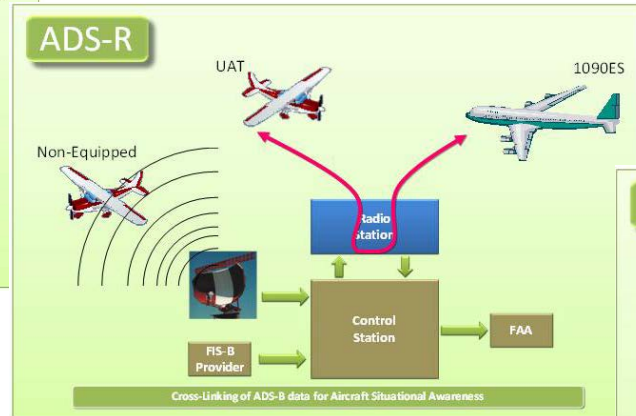 ADS-R
UAT
1090ES
Non-Equipped
Radio
Station
Control
Station
FAA
FIS-B
Provider
Cross-Linking of ADS-B data for Aircraft Situational Awareness